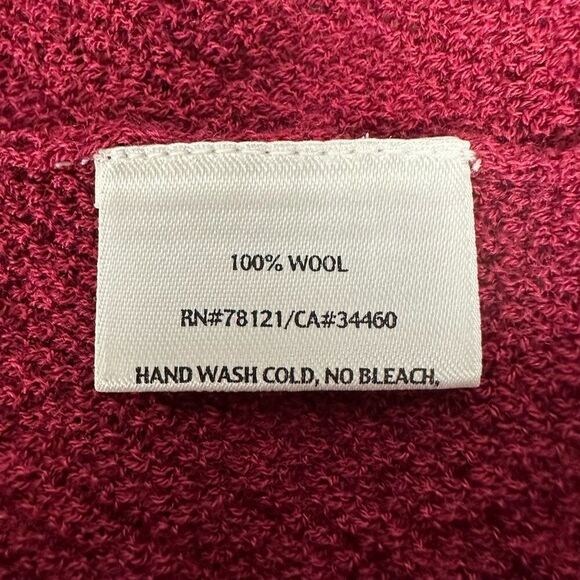 100% WOOL
RN#78121/CA#34460
HAND WASH COLD, NO BLEACH,